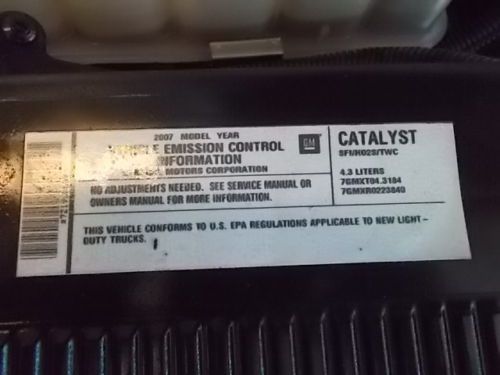 2007 MODEL YEAR
VEHICLE EMISSION CONTROL
INFORMATION
MOTORS CORPORATION
GM
CATALYST
SFI/HO2S/TWC
4.3 LITERS
7GMXT04.3184
7GMXR0223840
NO ADJUSTMENTS NEEDED. SEE SERVICE MANUAL OR
OWNERS MANUAL FOR MORE INFORMATION.
THIS VEHICLE CONFORMS TO U.S. EPA REGULATIONS APPLICABLE TO NEW LIGHT-
DUTY TRUCKS.